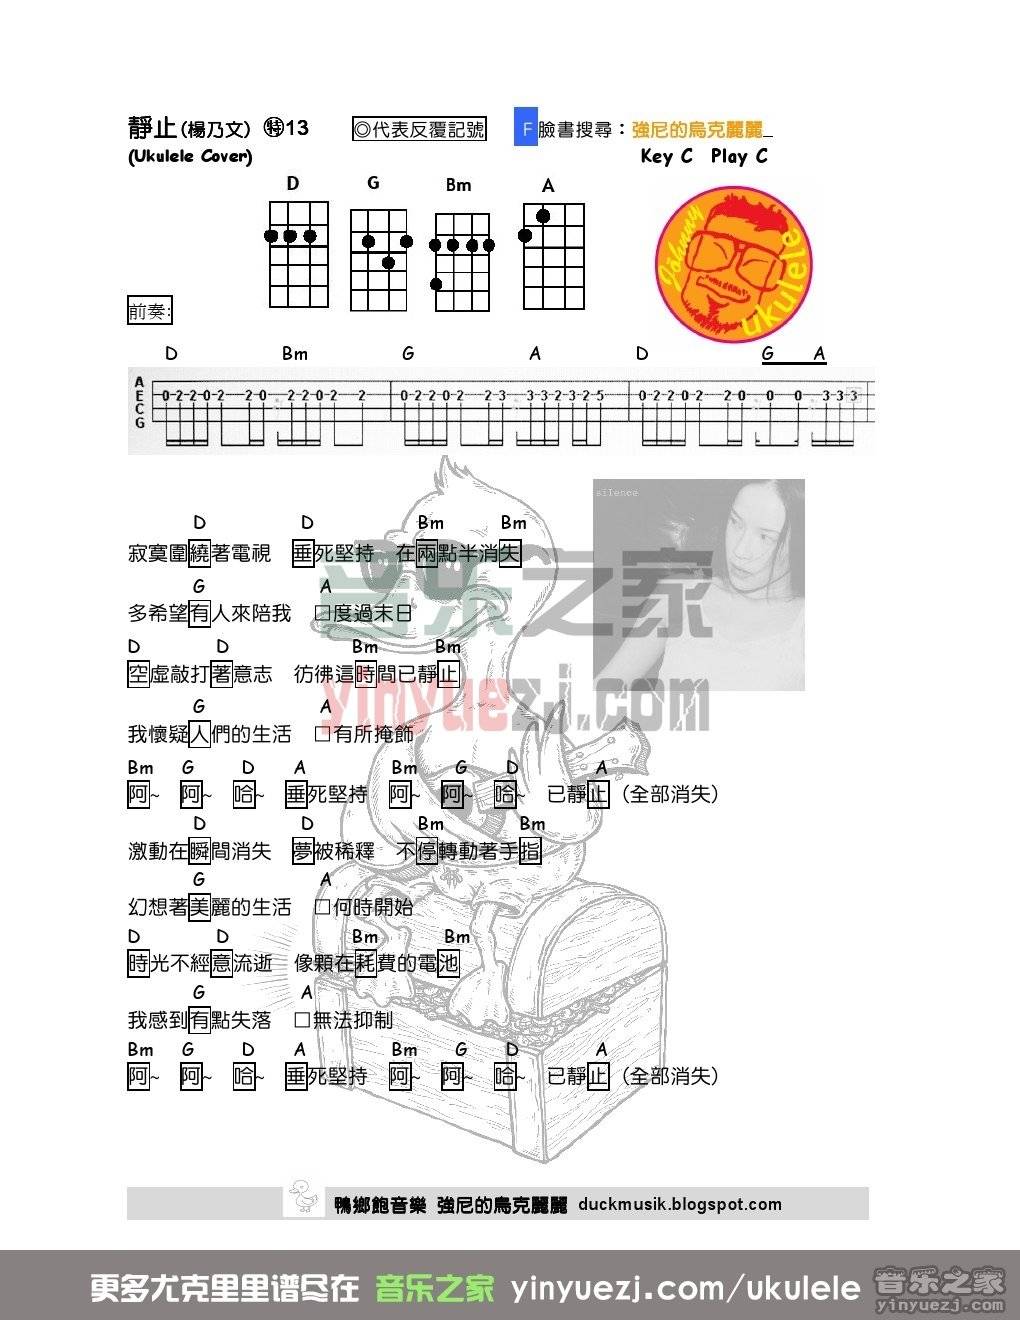 靜止(楊乃文) ㊕13 ◎代表反覆記號 F 臉書搜尋：強尼的烏克麗麗_
(Ukulele Cover) Key C Play C
D G Bm A
Jöhnny ukulele
前奏:
D Bm G A D G A
A
E 0-2-2-0-2 2-0 2-2-0-2 2 0-2-2-0-2 2-3 3-3-2-3-2-5 0-2-2-0-2 2-0 0 0 3-3-3
C
G
silence
D D Bm Bm
寂寞圍繞著電視 垂死堅持 在兩點半消失
G A
多希望有人來陪我 □度過末日
D D Bm Bm
空虛敲打著意志 彷彿這時間已靜止
G A
我懷疑人們的生活 □有所掩飾
Bm G D A Bm G D A
阿~ 阿~ 哈~ 垂死堅持 阿~ 阿~ 哈~ 已靜止（全部消失）
D D Bm Bm
激動在瞬間消失 夢被稀釋 不停轉動著手指
G A
幻想著美麗的生活 □何時開始
D D Bm Bm
時光不經意流逝 像顆在耗費的電池
G A
我感到有點失落 □無法抑制
Bm G D A Bm G D A
阿~ 阿~ 哈~ 垂死堅持 阿~ 阿~ 哈~ 已靜止（全部消失）
音乐之家
yinyuezj.com
鴨鄉飽音樂 強尼的烏克麗麗 duckmusik.blogspot.com
更多尤克里里谱尽在 音乐之家 yinyuezj.com/ukulele
音乐之家
yinyuezj.com